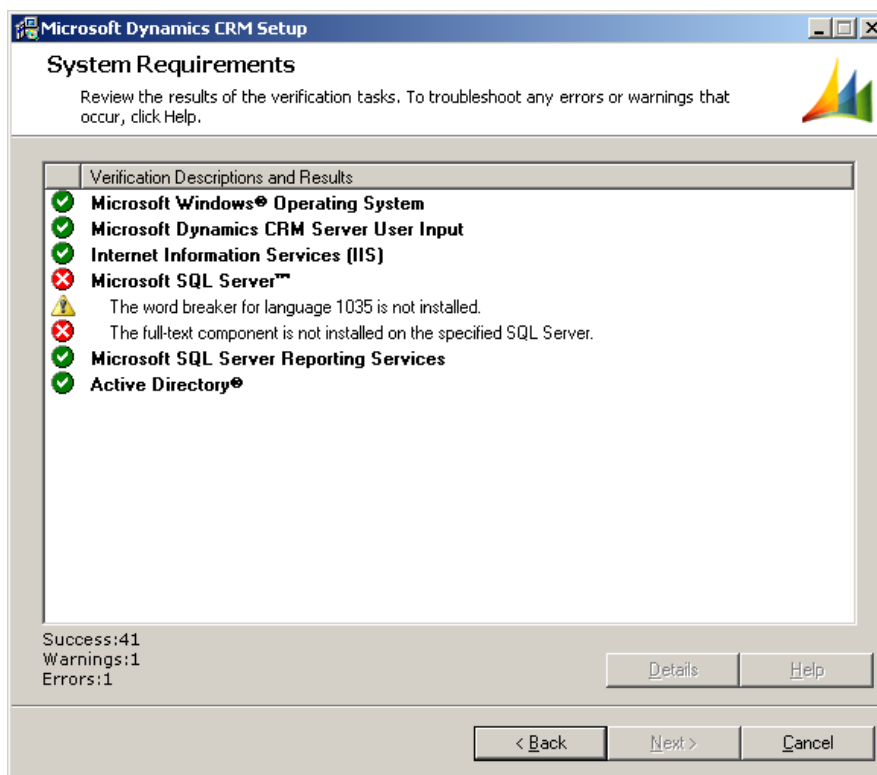 Microsoft Dynamics CRM Setup
System Requirements
Review the results of the verification tasks. To troubleshoot any errors or warnings that
occur, click Help.
Verification Descriptions and Results
Microsoft Windows® Operating System
Microsoft Dynamics CRM Server User Input
Internet Information Services (IIS)
Microsoft SQL Server™
The word breaker for language 1035 is not installed.
The full-text component is not installed on the specified SQL Server.
Microsoft SQL Server Reporting Services
Active Directory®
Success:41
Warnings:1
Errors:1
Details
Help
< Back
Next >
Cancel